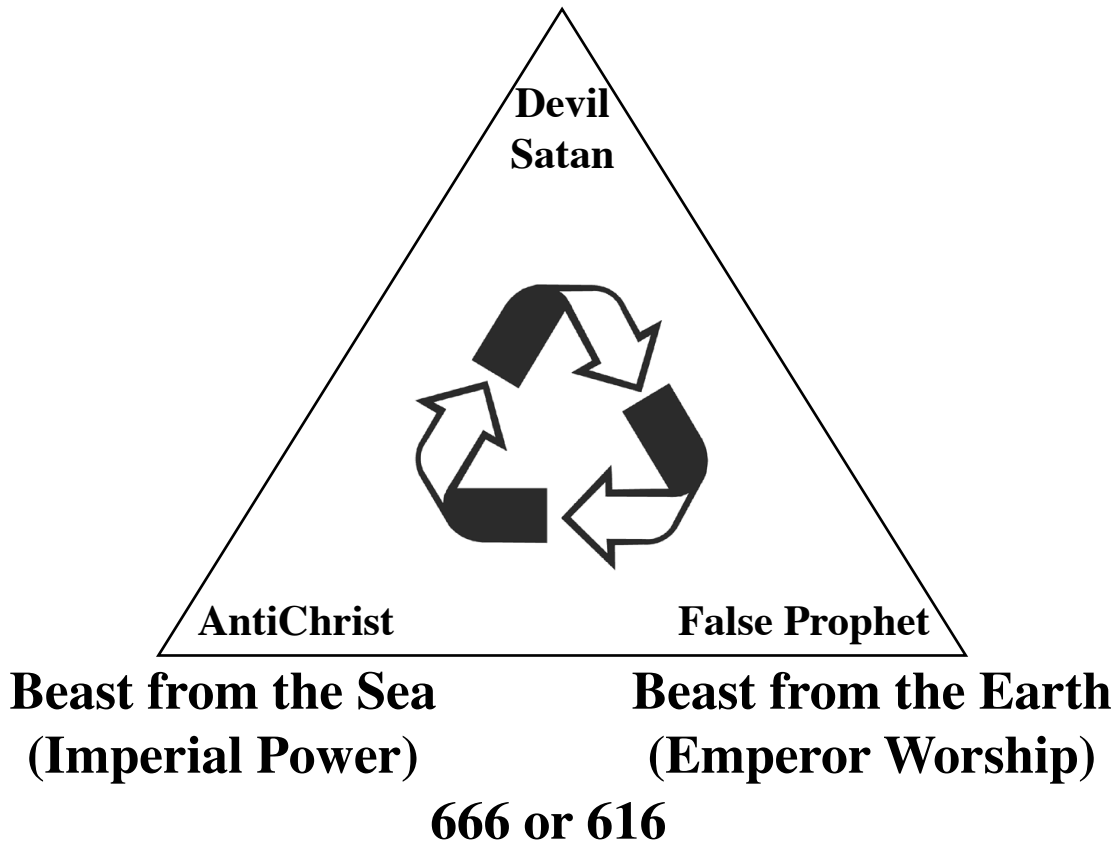 Devil
Satan
AntiChrist
False Prophet
Beast from the Sea
(Imperial Power)
Beast from the Earth
(Emperor Worship)
666 or 616